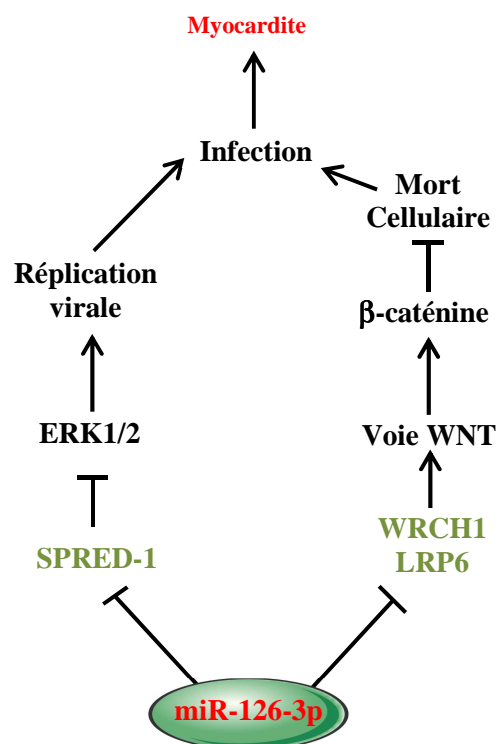 Myocardite
Infection
Mort
Cellulaire
Réplication
virale
β-caténine
ERK1/2
Voie WNT
SPRED-1
WRCH1
LRP6
miR-126-3p